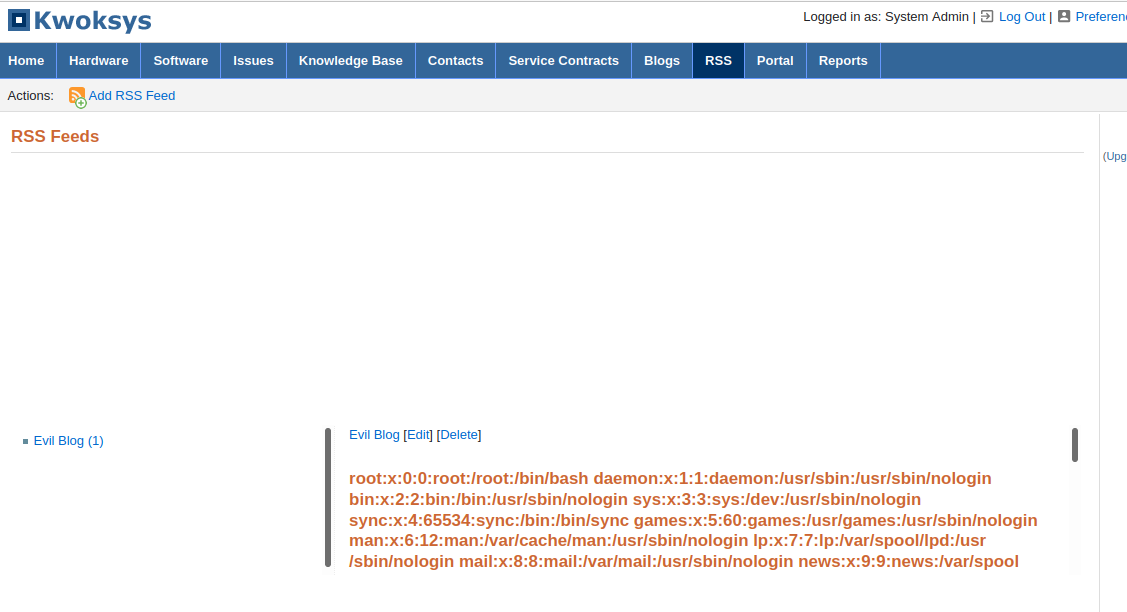 Kwoksys
Logged in as: System Admin | Log Out | Preferen
Home Hardware Software Issues Knowledge Base Contacts Service Contracts Blogs RSS Portal Reports
Actions: Add RSS Feed
RSS Feeds
(Upg
Evil Blog (1)
Evil Blog [Edit] [Delete]
root:x:0:0:root:/root:/bin/bash daemon:x:1:1:daemon:/usr/sbin:/usr/sbin/nologin
bin:x:2:2:bin:/bin:/usr/sbin/nologin sys:x:3:3:sys:/dev:/usr/sbin/nologin
sync:x:4:65534:sync:/bin:/bin/sync games:x:5:60:games:/usr/games:/usr/sbin/nologin
man:x:6:12:man:/var/cache/man:/usr/sbin/nologin lp:x:7:7:lp:/var/spool/lpd:/usr
/sbin/nologin mail:x:8:8:mail:/var/mail:/usr/sbin/nologin news:x:9:9:news:/var/spool